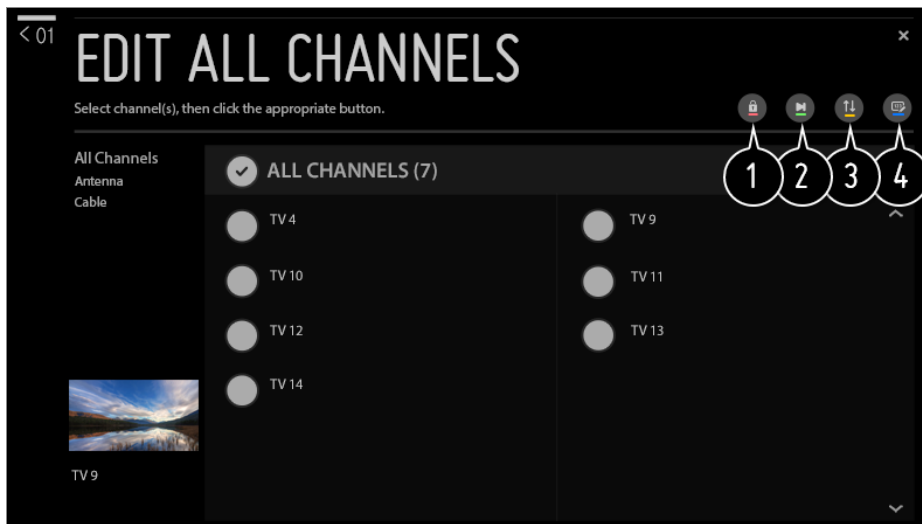 < 01
EDIT ALL CHANNELS
Select channel(s), then click the appropriate button.
1 2 3 4
All Channels
Antenna
Cable
ALL CHANNELS (7)
TV 4
TV 9
TV 10
TV 11
TV 12
TV 13
TV 14
TV 9